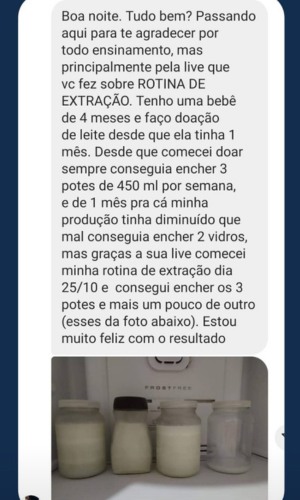 Boa noite. Tudo bem? Passando
aqui para te agradecer por
todo ensinamento, mas
principalmente pela live que
vc fez sobre ROTINA DE
EXTRAÇÃO. Tenho uma bebê
de 4 meses e faço doação
de leite desde que ela tinha 1
mês. Desde que comecei doar
sempre conseguia encher 3
potes de 450 ml por semana,
e de 1 mês pra cá minha
produção tinha diminuído que
mal conseguia encher 2 vidros,
mas graças a sua live comecei
minha rotina de extração dia
25/10 e consegui encher os 3
potes e mais um pouco de outro
(esses da foto abaixo). Estou
muito feliz com o resultado